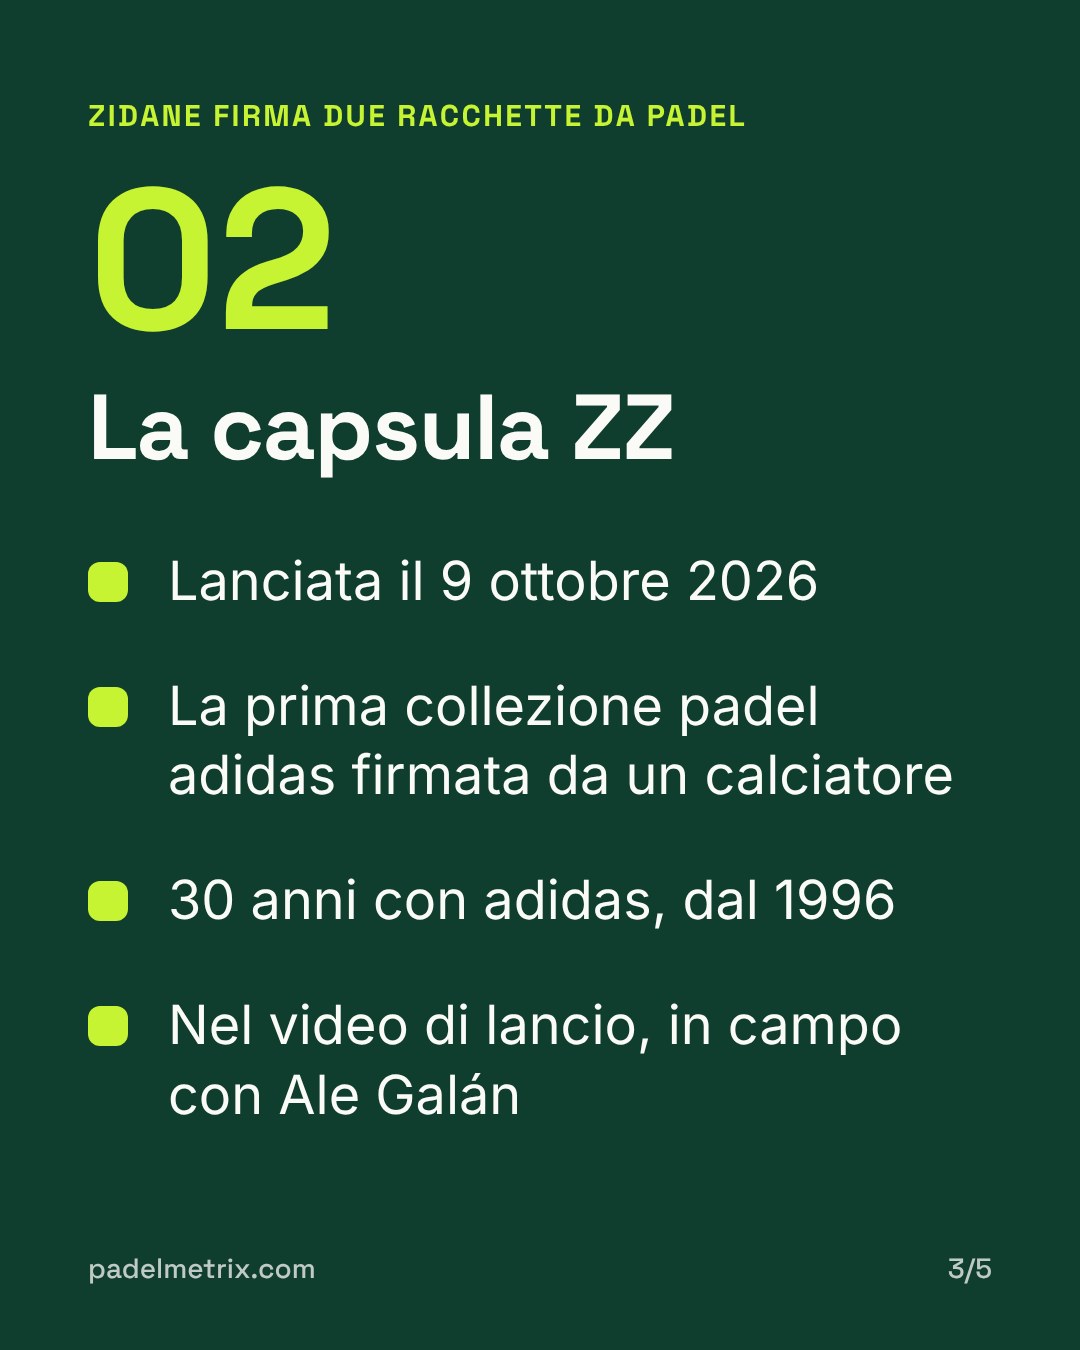 ZIDANE FIRMA DUE RACCHETTE DA PADEL
02
La capsula ZZ
Lanciata il 9 ottobre 2026
La prima collezione padel
adidas firmata da un calciatore
30 anni con adidas, dal 1996
Nel video di lancio, in campo
con Ale Galán
padelmetrix.com
3/5